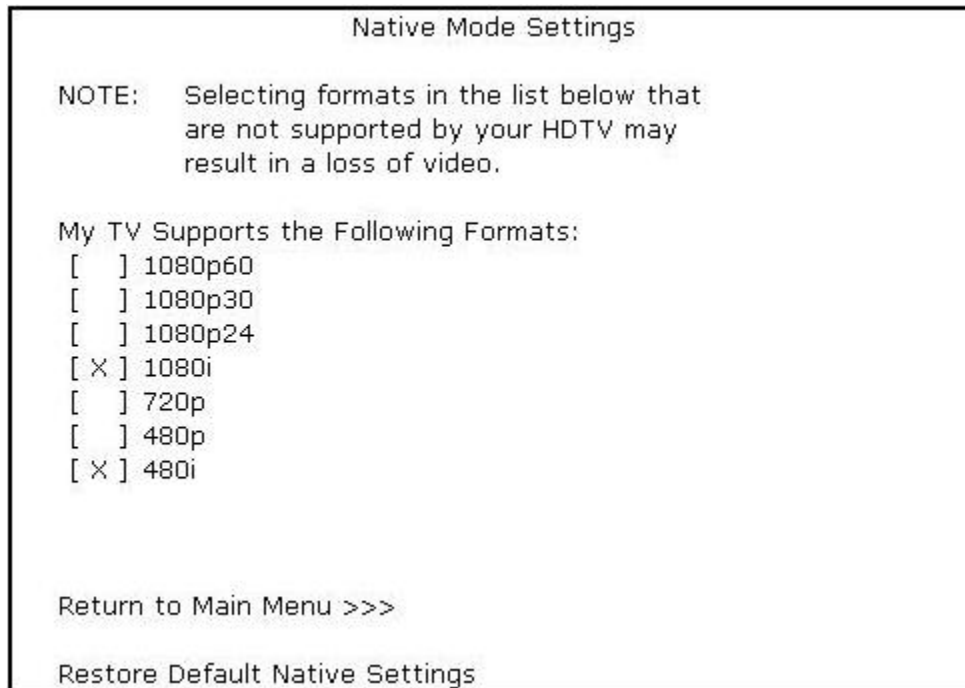 Native Mode Settings
NOTE: Selecting formats in the list below that
are not supported by your HDTV may
result in a loss of video.
My TV Supports the Following Formats:
[ ] 1080p60
[ ] 1080p30
[ ] 1080p24
[ X ] 1080i
[ ] 720p
[ ] 480p
[ X ] 480i
Return to Main Menu >>>
Restore Default Native Settings